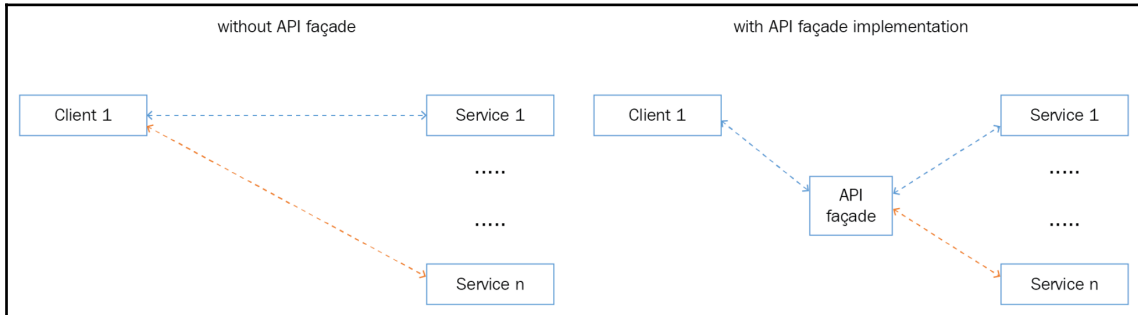 without API façade
Client 1
Service 1
.....
.....
Service n
with API façade implementation
Client 1
API
façade
Service 1
.....
.....
Service n